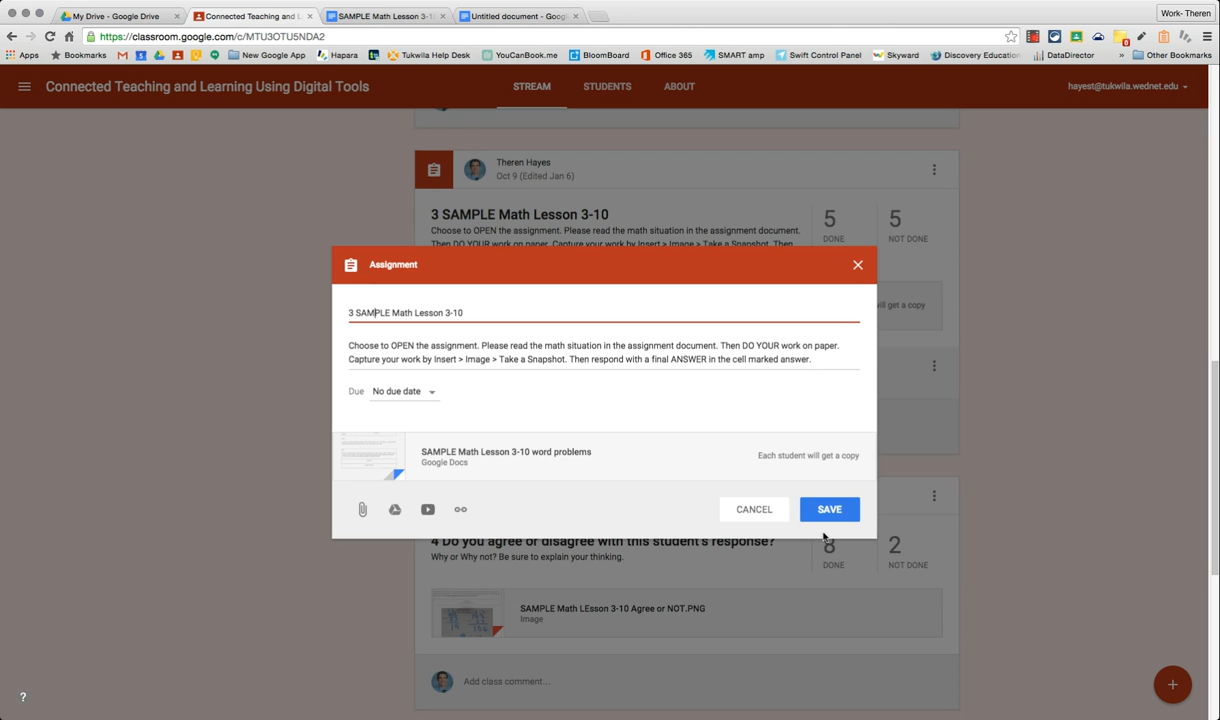 My Drive - Google Drive
Connected Teaching and L
SAMPLE Math Lesson 3-1
Untitled document - Goog
Work- Theren
https://classroom.google.com/c/MTU3OTU5NDA2
Apps
Bookmarks
New Google App
Hapara
Tukwila Help Desk
YouCanBook.me
BloomBoard
Office 365
SMART amp
Swift Control Panel
Skyward
Discovery Education
DataDirector
»
Other Bookmarks
Connected Teaching and Learning Using Digital Tools
STREAM
STUDENTS
ABOUT
hayest@tukwila.wednet.edu
Theren Hayes
Oct 9 (Edited Jan 6)
3 SAMPLE Math Lesson 3-10
5
5
DONE
NOT DONE
Choose to OPEN the assignment. Please read the math situation in the assignment document.
Then DO YOUR work on paper. Capture your work by Insert > Image > Take a Snapshot. Then
Assignment
will get a copy
3 SAMPLE Math Lesson 3-10
Choose to OPEN the assignment. Please read the math situation in the assignment document. Then DO YOUR work on paper.
Capture your work by Insert > Image > Take a Snapshot. Then respond with a final ANSWER in the cell marked answer.
Due
No due date
SAMPLE Math Lesson 3-10 word problems
Google Docs
Each student will get a copy
CANCEL
SAVE
4 Do you agree or disagree with this student's response?
8
2
DONE
NOT DONE
Why or Why not? Be sure to explain your thinking.
SAMPLE Math LEsson 3-10 Agree or NOT.PNG
Image
Add class comment...
?
+